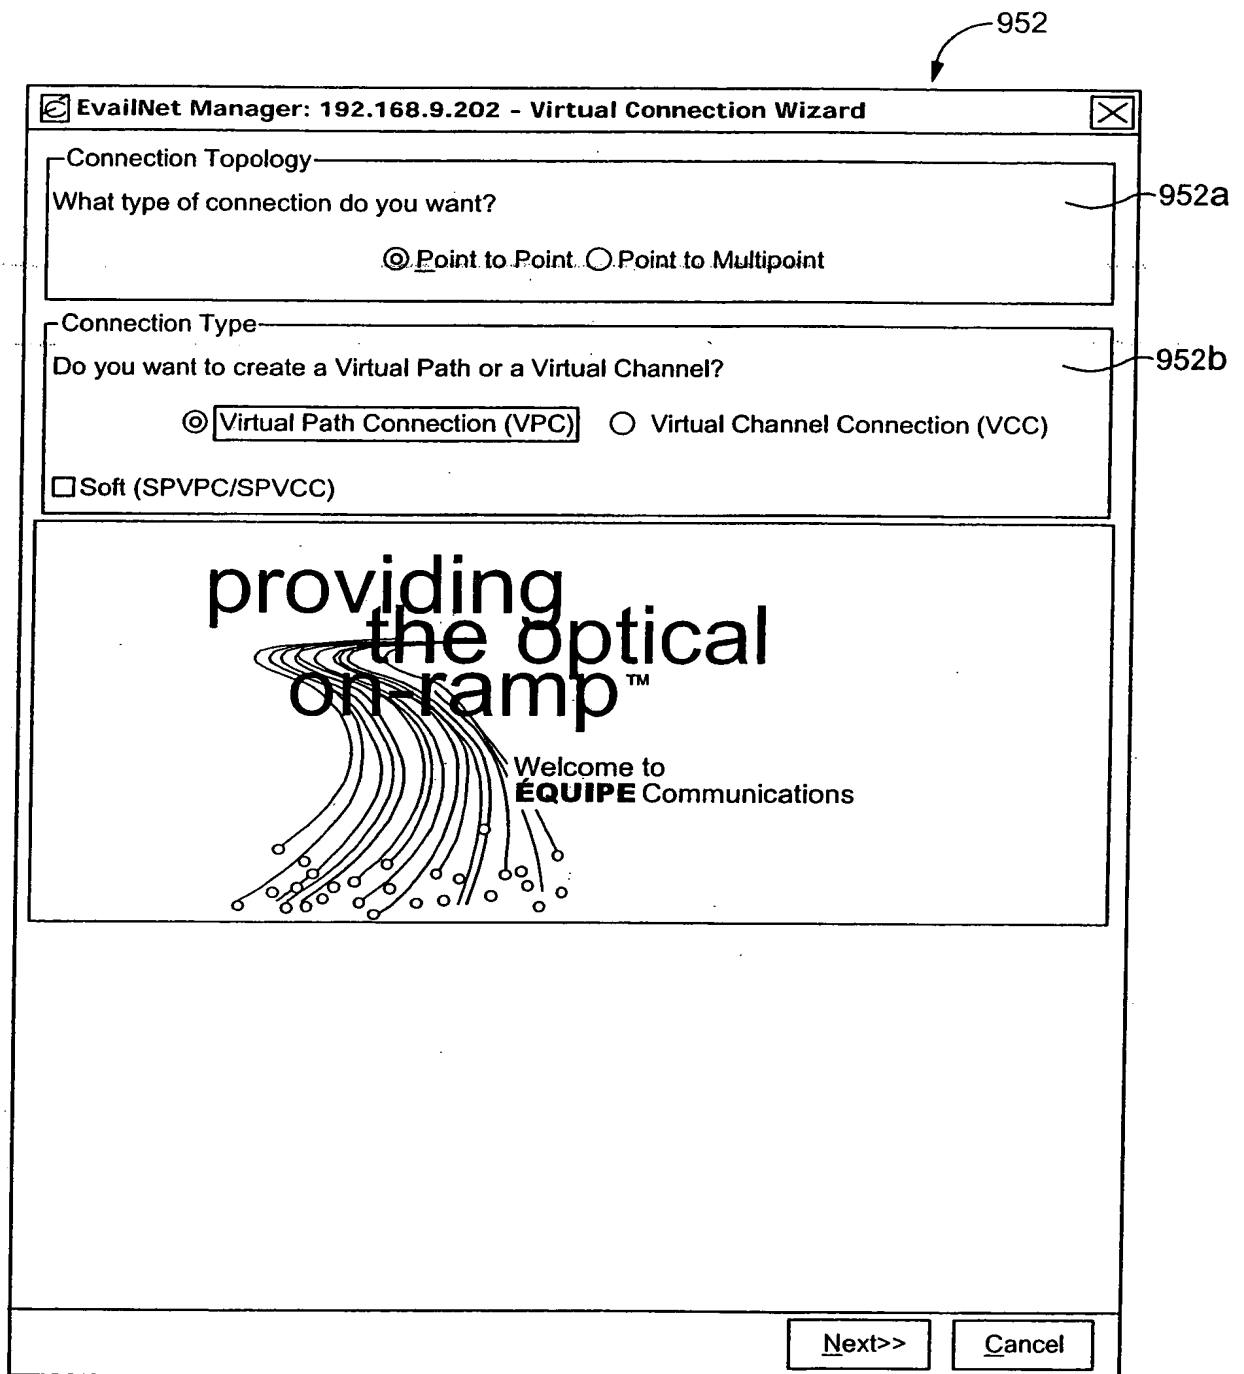 952
EvailNet Manager: 192.168.9.202 - Virtual Connection Wizard
Connection Topology
What type of connection do you want?
952a
Point to Point Point to Multipoint
Connection Type
Do you want to create a Virtual Path or a Virtual Channel?
952b
Virtual Path Connection (VPC) Virtual Channel Connection (VCC)
Soft (SPVPC/SPVCC)
providing
the optical
on-ramp™
Welcome to
ÉQUIPE Communications
Next>> Cancel